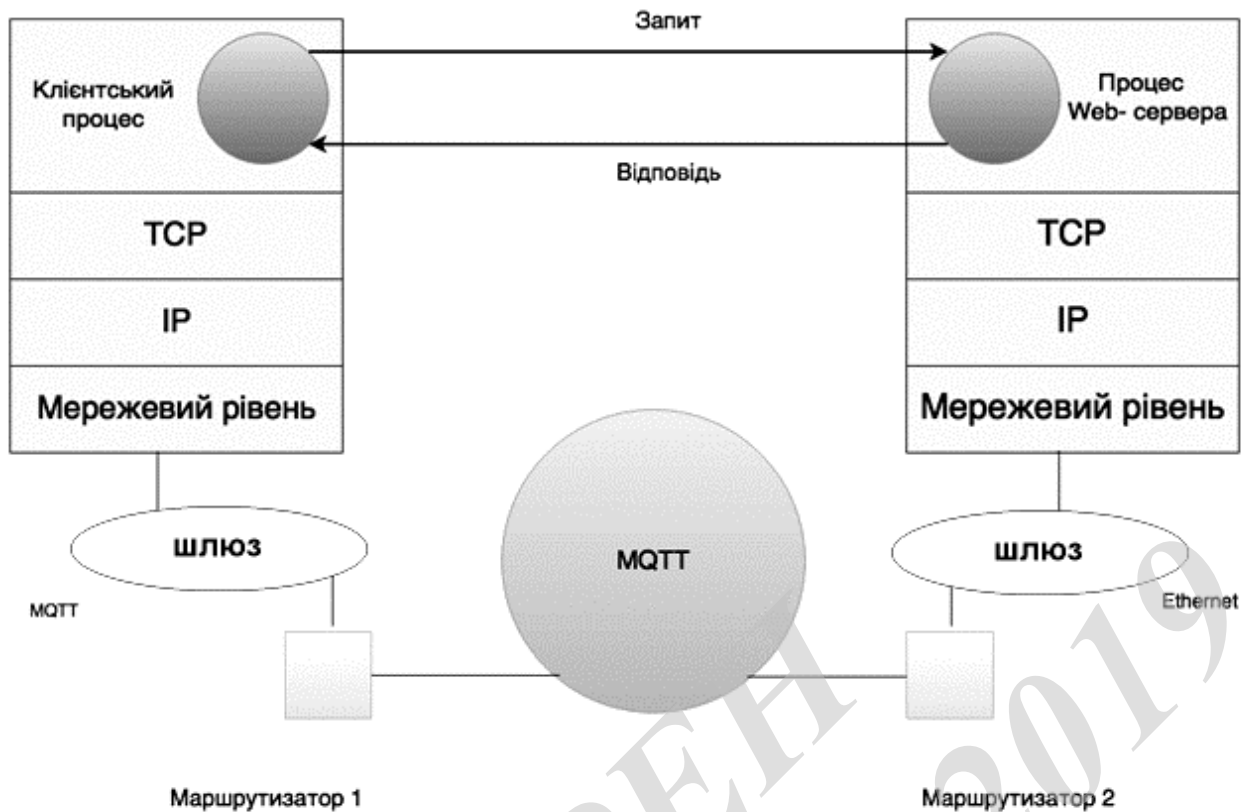 Запит
Клієнтський
процес
Процес
Web- сервера
Відповідь
TCP
TCP
IP
IP
Мережевий рівень
Мережевий рівень
шлюз
MQTT
шлюз
MQTT
Ethernet
Маршрутизатор 1
Маршрутизатор 2
2019